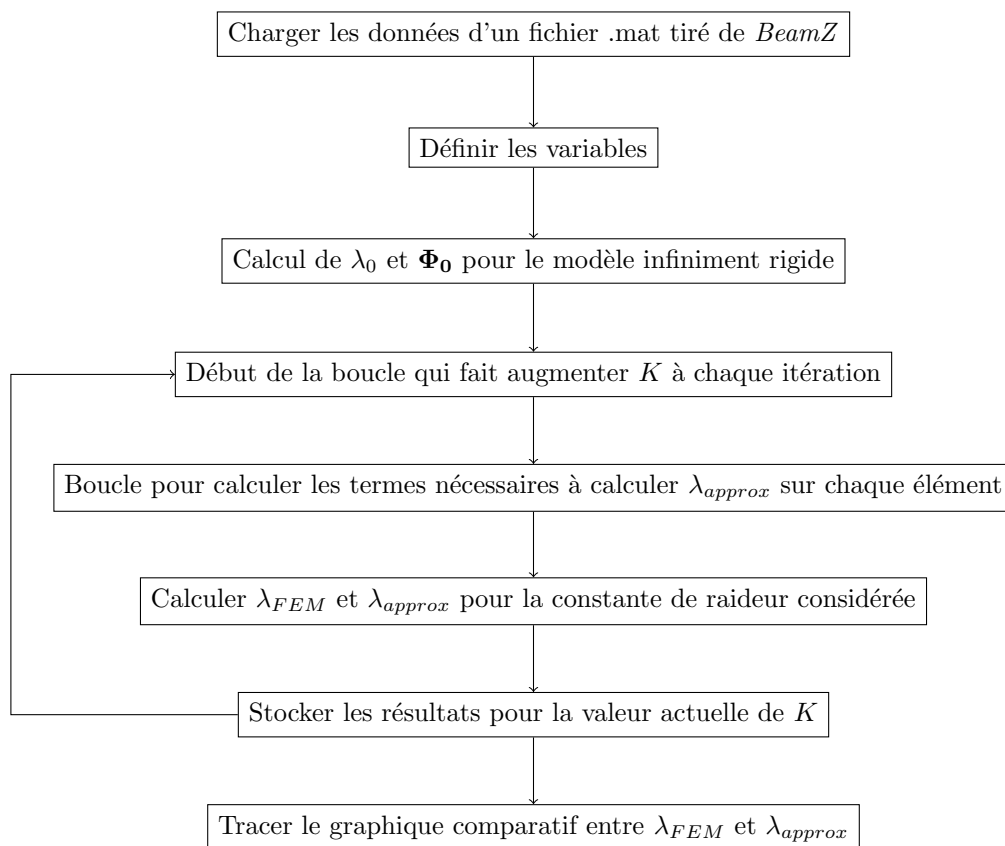 Charger les données d'un fichier .mat tiré de BeamZ
Définir les variables
Calcul de λ₀ et Φ₀ pour le modèle infiniment rigide
Début de la boucle qui fait augmenter K à chaque itération
Boucle pour calculer les termes nécessaires à calculer λ_approx sur chaque élément
Calculer λ_FEM et λ_approx pour la constante de raideur considérée
Stocker les résultats pour la valeur actuelle de K
Tracer le graphique comparatif entre λ_FEM et λ_approx